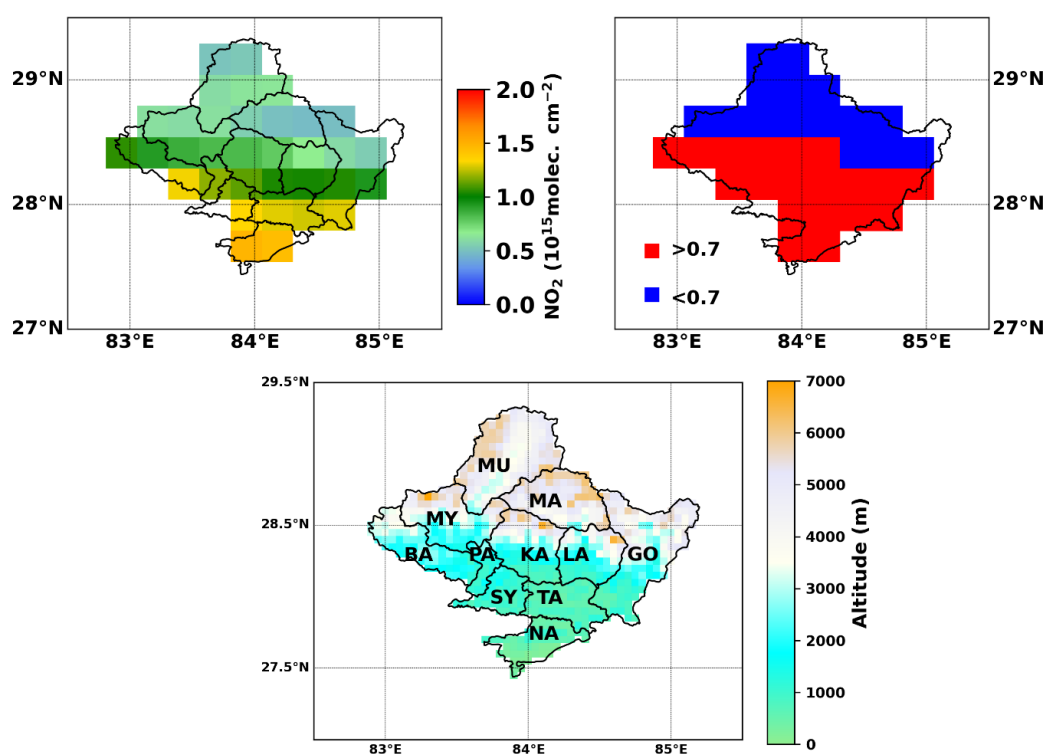 29°N
28°N
27°N
83°E
84°E
85°E
2.0
1.5
1.0
0.5
0.0
NO₂ (10¹⁵molec. cm⁻²)
>0.7
<0.7
29°N
28°N
27°N
83°E
84°E
85°E
29.5°N
28.5°N
27.5°N
83°E
84°E
85°E
MU
MA
MY
BA
PA
KA
LA
GO
SY
TA
NA
7000
6000
5000
4000
3000
2000
1000
0
Altitude (m)